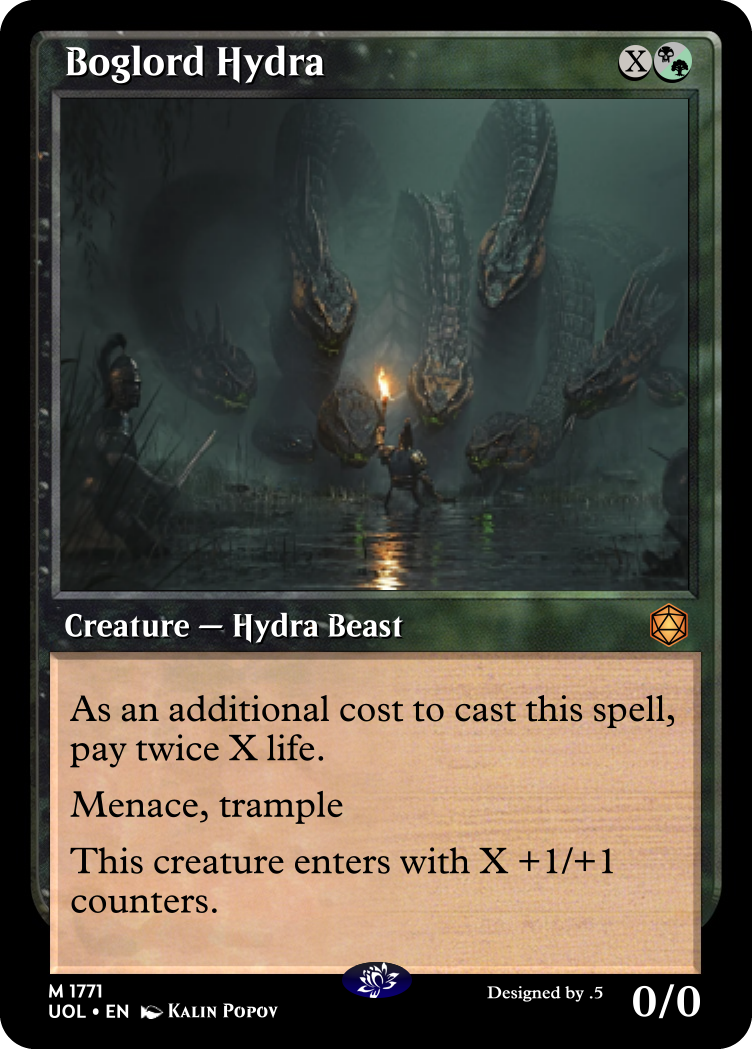 Boglord Hydra X
Creature — Hydra Beast
As an additional cost to cast this spell,
pay twice X life.
Menace, trample
This creature enters with X +1/+1
counters.
M 1771
UOL • EN KALIN POPOV
Designed by .5
0/0